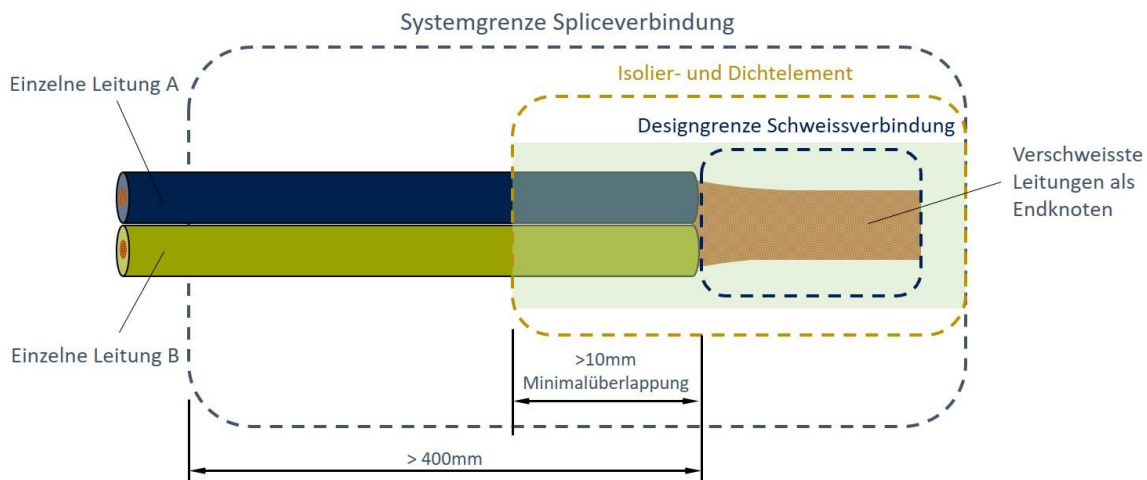 Systemgrenze Spliceverbindung
Einzelne Leitung A
Isolier- und Dichtelement
Designgrenze Schweissverbindung
Verschweisste
Leitungen als
Endknoten
Einzelne Leitung B
>10mm
Minimalüberlappung
> 400mm